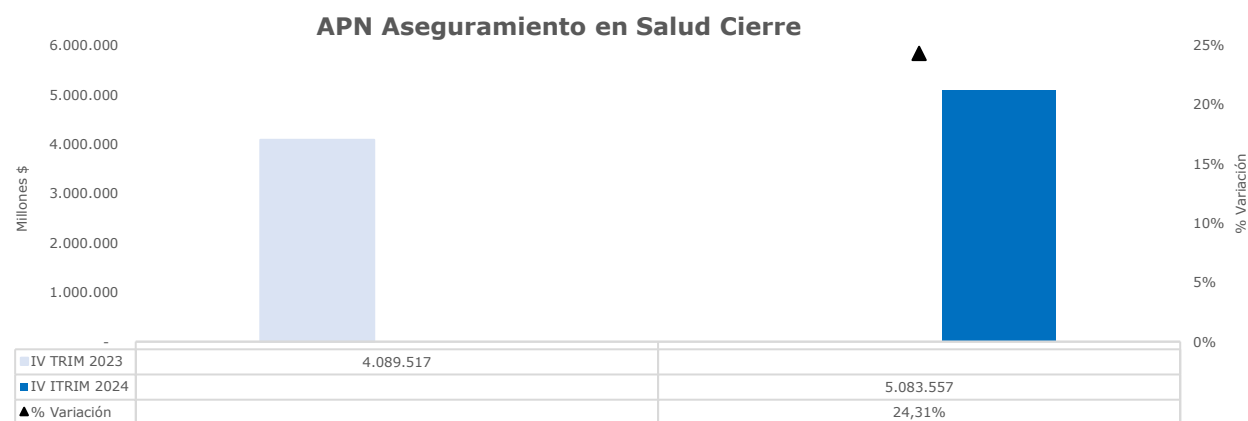 APN Aseguramiento en Salud Cierre
6.000.000
5.000.000
4.000.000
3.000.000
2.000.000
1.000.000
-
Millones $
25%
20%
15%
10%
5%
0%
% Variación
IV TRIM 2023 4.089.517
IV ITRIM 2024 5.083.557
% Variación 24,31%